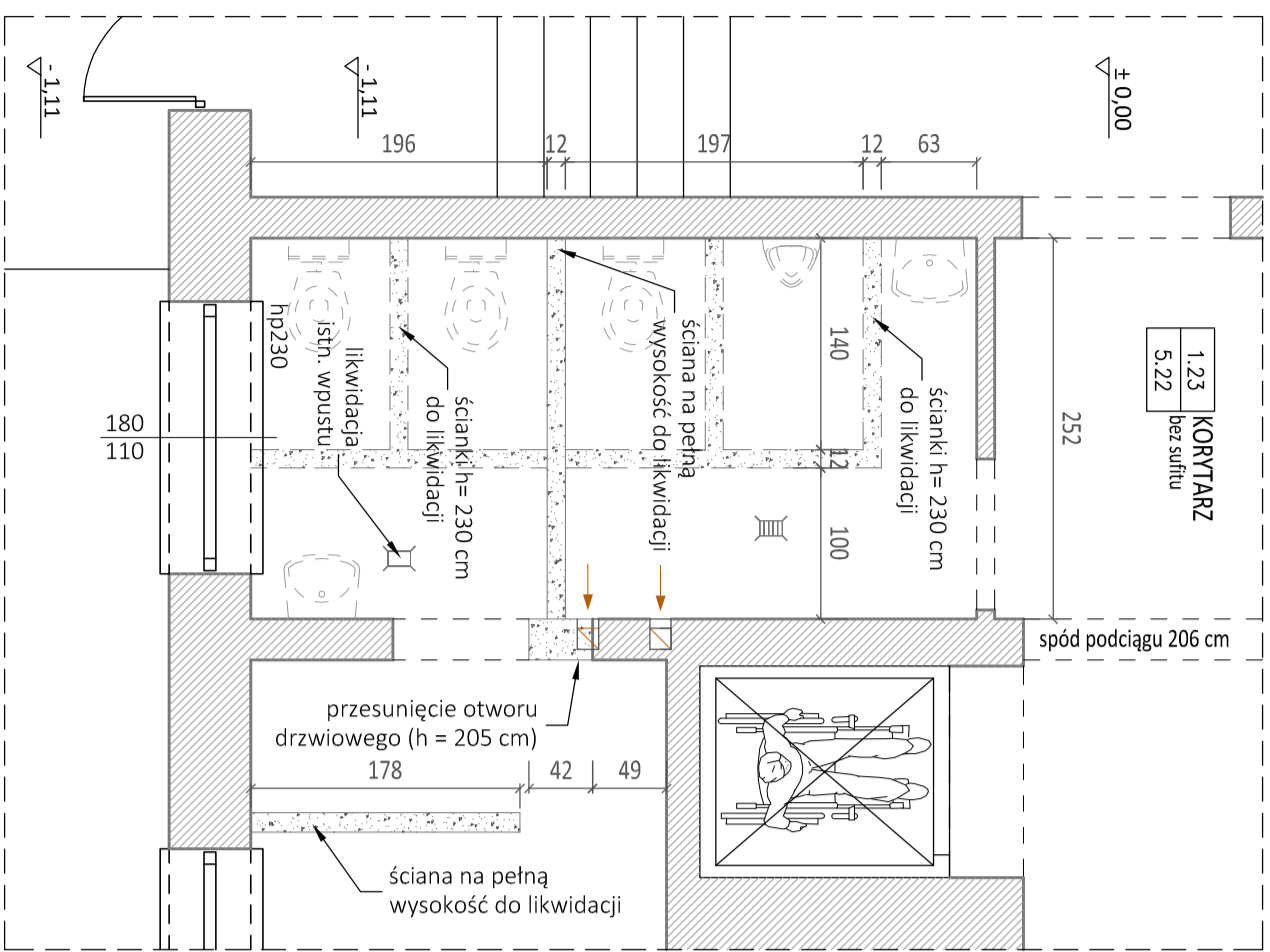 - 1,11
- 1,11
± 0,00
196
12
197
12
63
1.23
5.22
KORYTARZ
bez sufitu
252
140
12
100
ścianki h= 230 cm
do likwidacji
ściana na pełną
wysokość do likwidacji
ścianki h= 230 cm
do likwidacji
likwidacja
istn. wpustu
hp230
180
110
spód podciągu 206 cm
przesunięcie otworu
drzwiowego (h = 205 cm)
178
42
49
ściana na pełną
wysokość do likwidacji